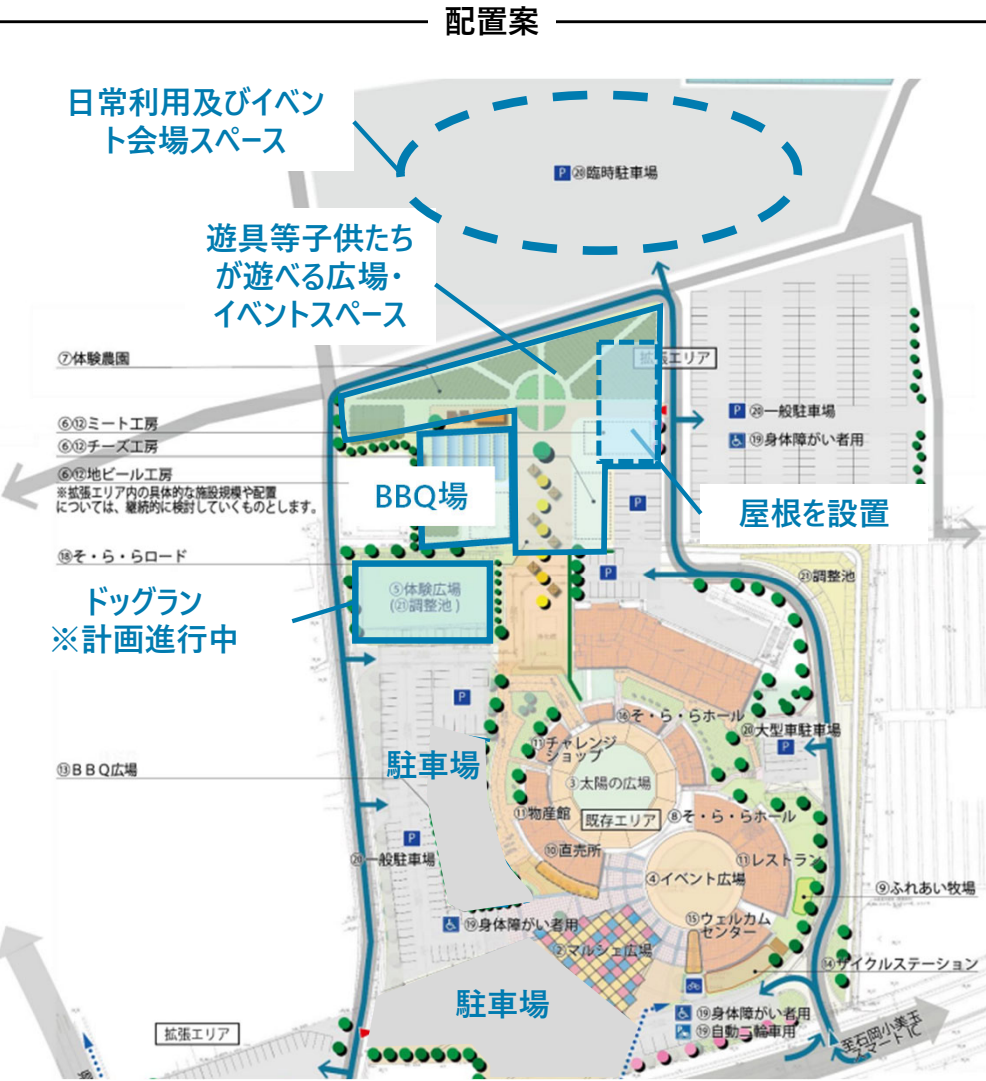 配置案
日常利用及びイベン
ト会場スペース
P ⑳臨時駐車場
遊具等子供たち
が遊べる広場・
イベントスペース
⑦体験農園
拡張エリア
⑥⑫ミート工房
P ⑳一般駐車場
⑥⑫チーズ工房
⑲身体障がい者用
⑥⑫地ビール工房
※拡張エリア内の具体的な施設規模や配置
については、継続的に検討していくものとします。
BBQ場
P
屋根を設置
⑱そ・ら・らロード
P
㉑調整池
ドッグラン
※計画進行中
⑤体験広場
(㉑調整池)
P
⑯そ・ら・らホール
⑳大型車駐車場
P
⑪チャレンジ
ショップ
駐車場
⑬BBQ広場
③太陽の広場
⑪物産館
既存エリア
⑧そ・ら・らホール
P
⑳一般駐車場
⑩直売所
⑪レストラン
④イベント広場
⑨ふれあい牧場
⑲身体障がい者用
⑮ウェルカム
センター
②マルシェ広場
⑭サイクルステーション
駐車場
⑲身体障がい者用
⑲自動二輪車用
拡張エリア
至石岡小美玉
スマートIC